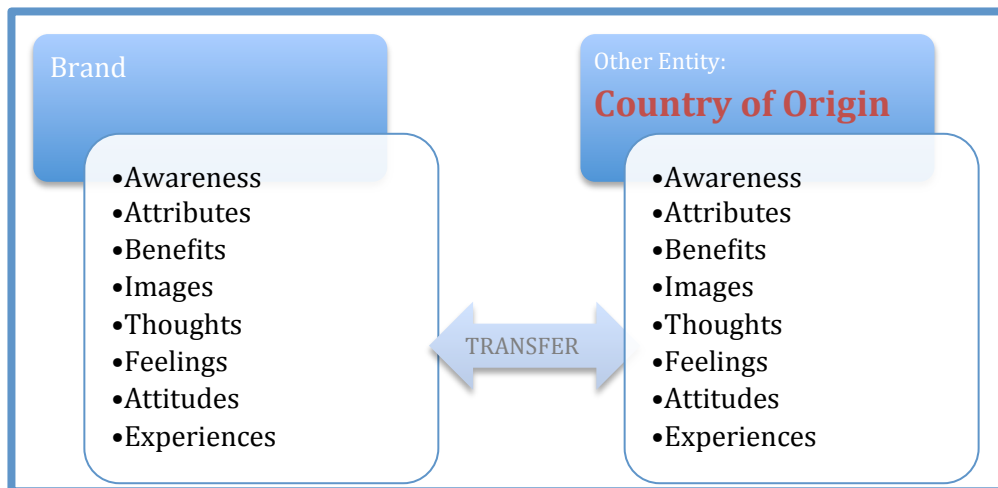 Brand
•Awareness
•Attributes
•Benefits
•Images
•Thoughts
•Feelings
•Attitudes
•Experiences
TRANSFER
Other Entity:
Country of Origin
•Awareness
•Attributes
•Benefits
•Images
•Thoughts
•Feelings
•Attitudes
•Experiences